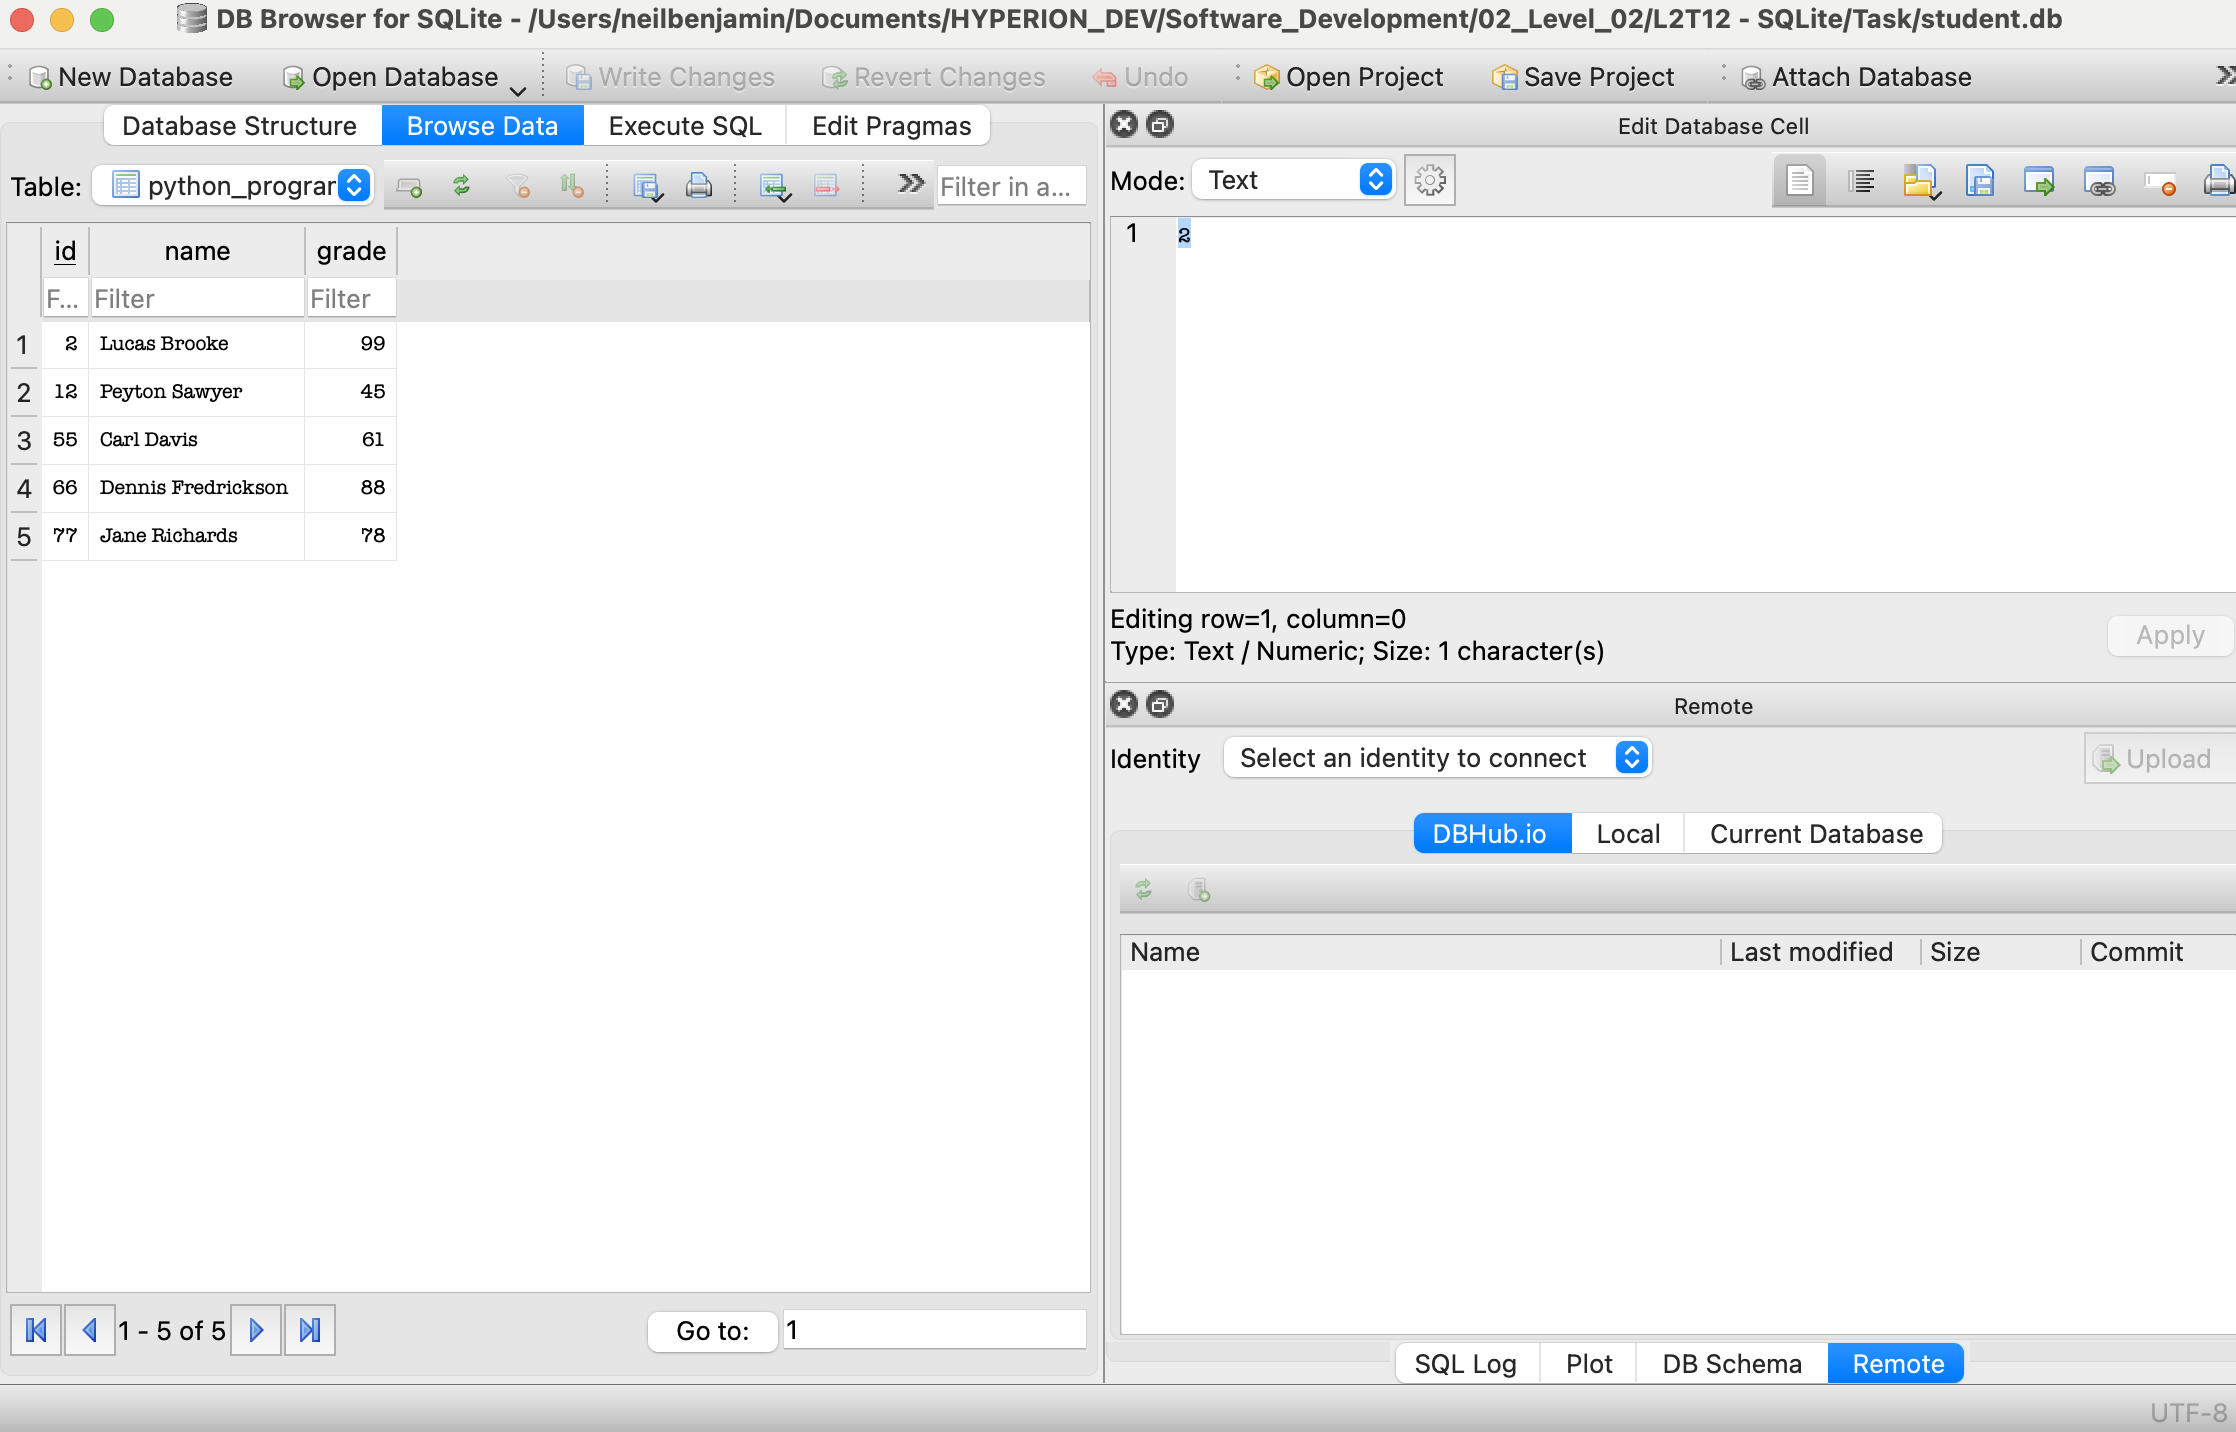 DB Browser for SQLite - /Users/neilbenjamin/Documents/HYPERION_DEV/Software_Development/02_Level_02/L2T12 - SQLite/Task/student.db
New Database Open Database Write Changes Revert Changes Undo Open Project Save Project Attach Database
Database Structure Browse Data Execute SQL Edit Pragmas
Table: python_prograr Filter in a...
id name grade
F... Filter Filter
1 2 Lucas Brooke 99
2 12 Peyton Sawyer 45
3 55 Carl Davis 61
4 66 Dennis Fredrickson 88
5 77 Jane Richards 78
1 - 5 of 5 Go to: 1
Edit Database Cell
Mode: Text
1 2
Editing row=1, column=0
Type: Text / Numeric; Size: 1 character(s)
Apply
Remote
Identity Select an identity to connect Upload
DBHub.io Local Current Database
Name Last modified Size Commit
SQL Log Plot DB Schema Remote
UTF-8